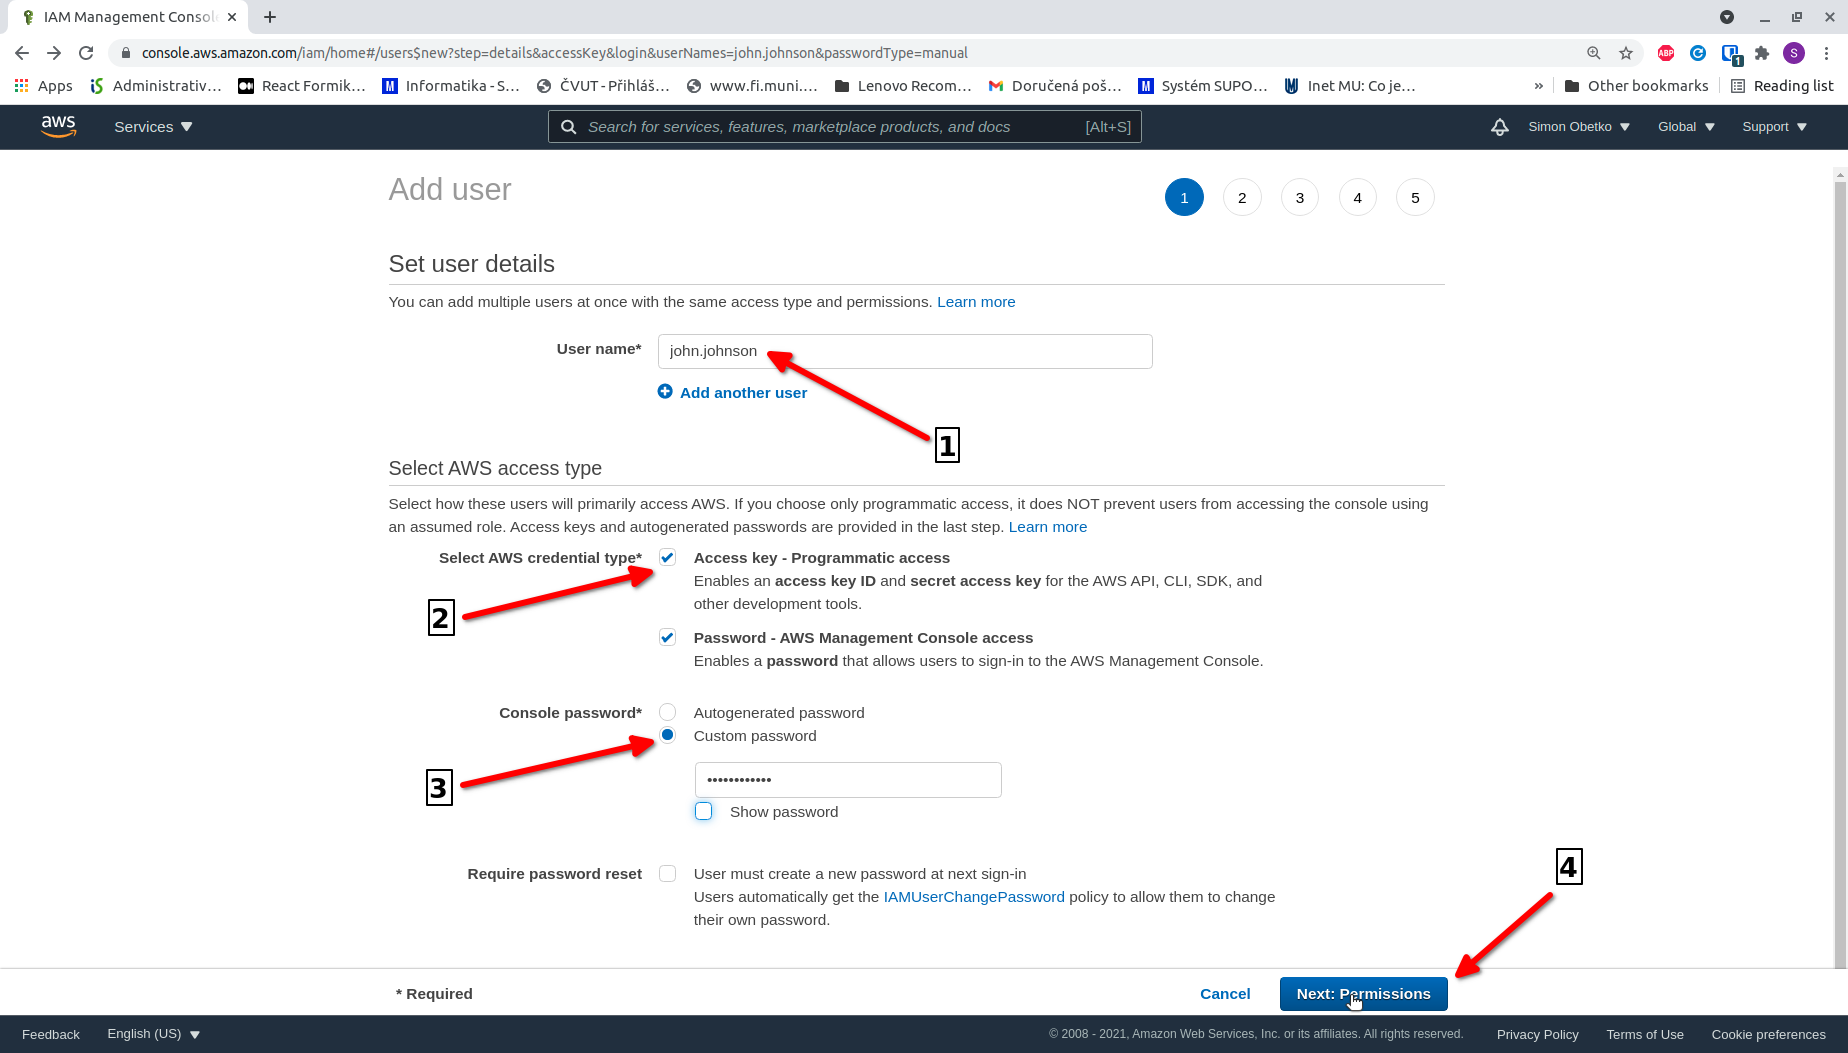 IAM Management Consol
console.aws.amazon.com/iam/home#/users$new?step=details&accessKey&login&userNames=john.johnson&passwordType=manual
ABP
1
S
Apps
Administrativ...
React Formik...
M
Informatika - S...
ČVUT - Přihláš...
www.fi.muni....
Lenovo Recom...
Doručená poš...
M
Systém SUPO...
Inet MU: Co je...
»
Other bookmarks
Reading list
aws
Services
Search for services, features, marketplace products, and docs
[Alt+S]
Simon Obetko
Global
Support
Add user
1
2
3
4
5
Set user details
You can add multiple users at once with the same access type and permissions. Learn more
User name*
john.johnson
Add another user
1
Select AWS access type
Select how these users will primarily access AWS. If you choose only programmatic access, it does NOT prevent users from accessing the console using
an assumed role. Access keys and autogenerated passwords are provided in the last step. Learn more
Select AWS credential type*
Access key - Programmatic access
Enables an access key ID and secret access key for the AWS API, CLI, SDK, and
other development tools.
2
Password - AWS Management Console access
Enables a password that allows users to sign-in to the AWS Management Console.
Console password*
Autogenerated password
Custom password
3
••••••••••••
Show password
Require password reset
User must create a new password at next sign-in
Users automatically get the IAMUserChangePassword policy to allow them to change
their own password.
4
* Required
Cancel
Next: Permissions
Feedback
English (US)
© 2008 - 2021, Amazon Web Services, Inc. or its affiliates. All rights reserved.
Privacy Policy
Terms of Use
Cookie preferences